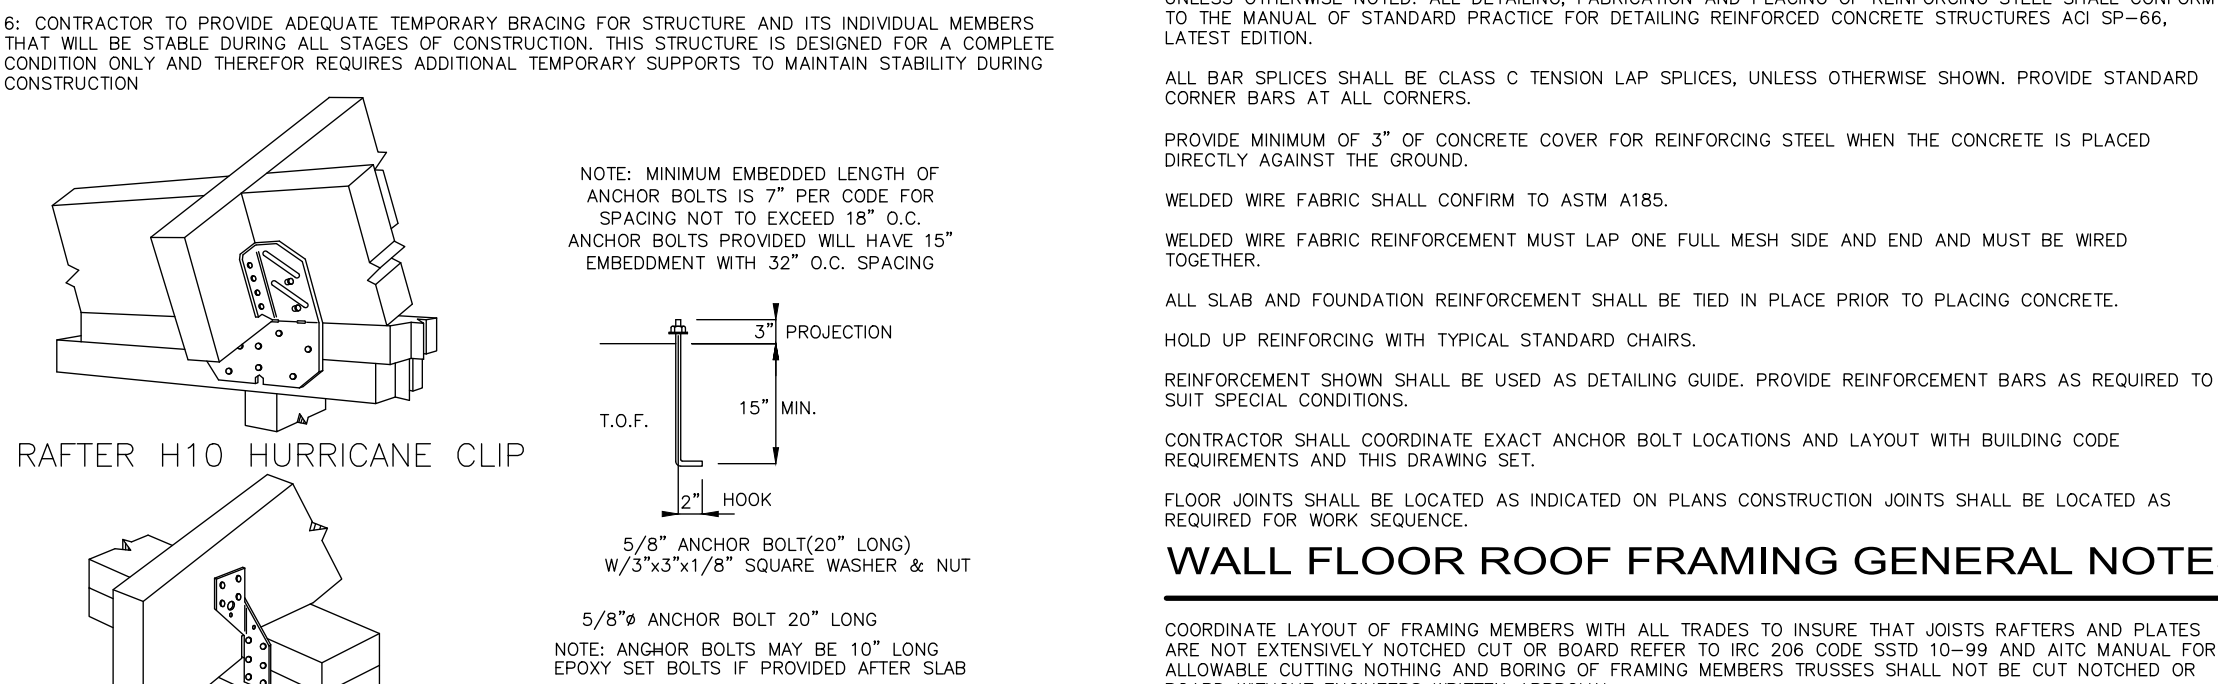 6: CONTRACTOR TO PROVIDE ADEQUATE TEMPORARY BRACING FOR STRUCTURE AND ITS INDIVIDUAL MEMBERS
THAT WILL BE STABLE DURING ALL STAGES OF CONSTRUCTION. THIS STRUCTURE IS DESIGNED FOR A COMPLETE
CONDITION ONLY AND THEREFOR REQUIRES ADDITIONAL TEMPORARY SUPPORTS TO MAINTAIN STABILITY DURING
CONSTRUCTION
RAFTER H10 HURRICANE CLIP
NOTE: MINIMUM EMBEDDED LENGTH OF
ANCHOR BOLTS IS 7" PER CODE FOR
SPACING NOT TO EXCEED 18" O.C.
ANCHOR BOLTS PROVIDED WILL HAVE 15"
EMBEDDMENT WITH 32" O.C. SPACING
3" PROJECTION
15" MIN.
T.O.F.
2" HOOK
5/8" ANCHOR BOLT(20" LONG)
W/3"x3"x1/8" SQUARE WASHER & NUT
5/8"ø ANCHOR BOLT 20" LONG
NOTE: ANCHOR BOLTS MAY BE 10" LONG
EPOXY SET BOLTS IF PROVIDED AFTER SLAB
UNLESS OTHERWISE NOTED. ALL DETAILING, FABRICATION AND PLACING OF REINFORCING STEEL SHALL CONFORM
TO THE MANUAL OF STANDARD PRACTICE FOR DETAILING REINFORCED CONCRETE STRUCTURES ACI SP-66,
LATEST EDITION.
ALL BAR SPLICES SHALL BE CLASS C TENSION LAP SPLICES, UNLESS OTHERWISE SHOWN. PROVIDE STANDARD
CORNER BARS AT ALL CORNERS.
PROVIDE MINIMUM OF 3" OF CONCRETE COVER FOR REINFORCING STEEL WHEN THE CONCRETE IS PLACED
DIRECTLY AGAINST THE GROUND.
WELDED WIRE FABRIC SHALL CONFIRM TO ASTM A185.
WELDED WIRE FABRIC REINFORCEMENT MUST LAP ONE FULL MESH SIDE AND END AND MUST BE WIRED
TOGETHER.
ALL SLAB AND FOUNDATION REINFORCEMENT SHALL BE TIED IN PLACE PRIOR TO PLACING CONCRETE.
HOLD UP REINFORCING WITH TYPICAL STANDARD CHAIRS.
REINFORCEMENT SHOWN SHALL BE USED AS DETAILING GUIDE. PROVIDE REINFORCEMENT BARS AS REQUIRED TO
SUIT SPECIAL CONDITIONS.
CONTRACTOR SHALL COORDINATE EXACT ANCHOR BOLT LOCATIONS AND LAYOUT WITH BUILDING CODE
REQUIREMENTS AND THIS DRAWING SET.
FLOOR JOINTS SHALL BE LOCATED AS INDICATED ON PLANS CONSTRUCTION JOINTS SHALL BE LOCATED AS
REQUIRED FOR WORK SEQUENCE.
WALL FLOOR ROOF FRAMING GENERAL NOTE
COORDINATE LAYOUT OF FRAMING MEMBERS WITH ALL TRADES TO INSURE THAT JOISTS RAFTERS AND PLATES
ARE NOT EXTENSIVELY NOTCHED CUT OR BOARD REFER TO IRC 206 CODE SSTD 10-99 AND AITC MANUAL FOR
ALLOWABLE CUTTING NOTHING AND BORING OF FRAMING MEMBERS TRUSSES SHALL NOT BE CUT NOTCHED OR